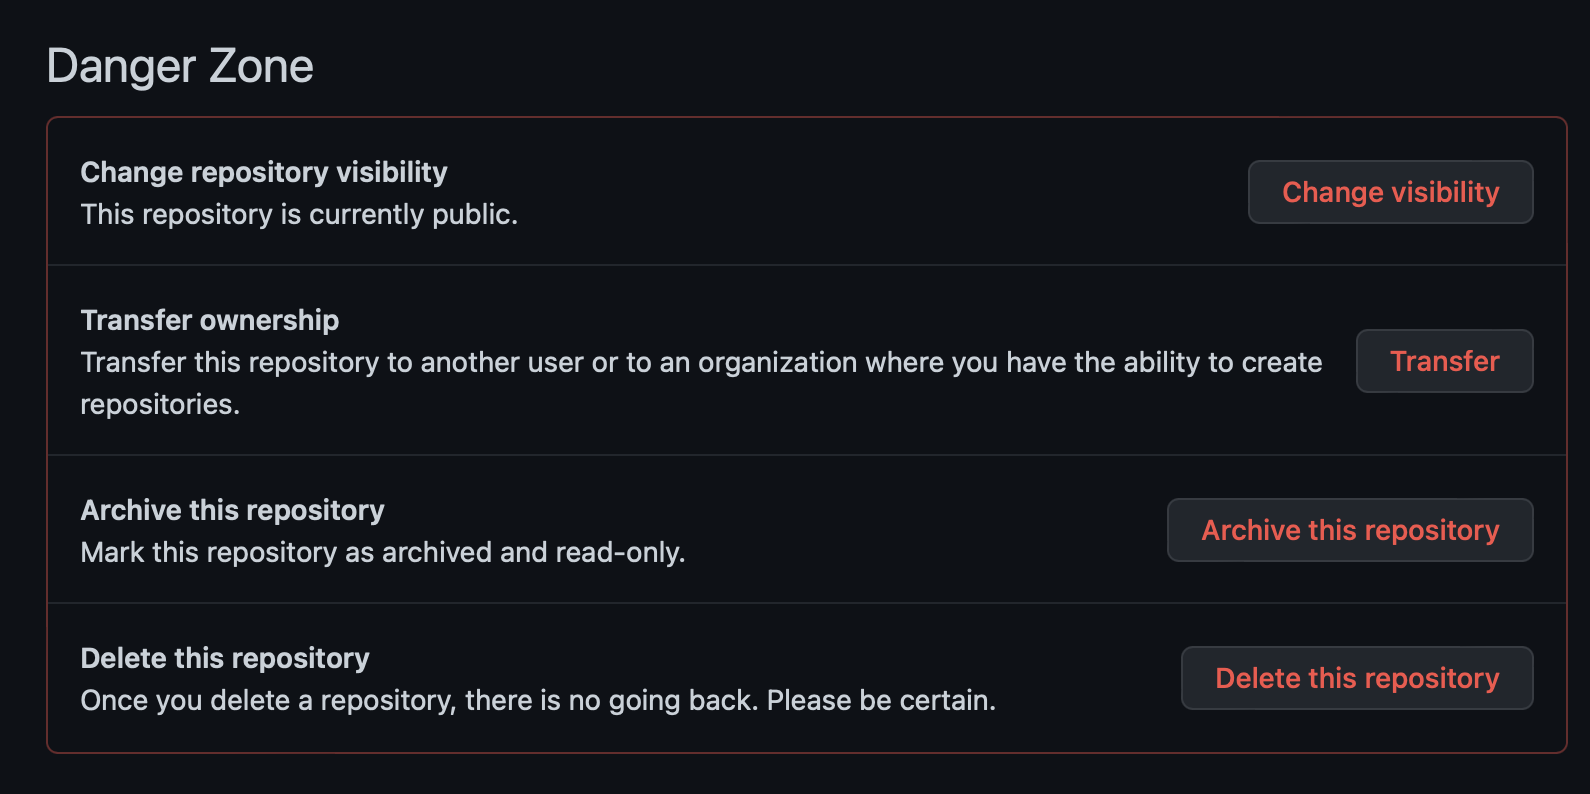 Danger Zone
Change repository visibility
This repository is currently public.
Change visibility
Transfer ownership
Transfer this repository to another user or to an organization where you have the ability to create
repositories.
Transfer
Archive this repository
Mark this repository as archived and read-only.
Archive this repository
Delete this repository
Once you delete a repository, there is no going back. Please be certain.
Delete this repository